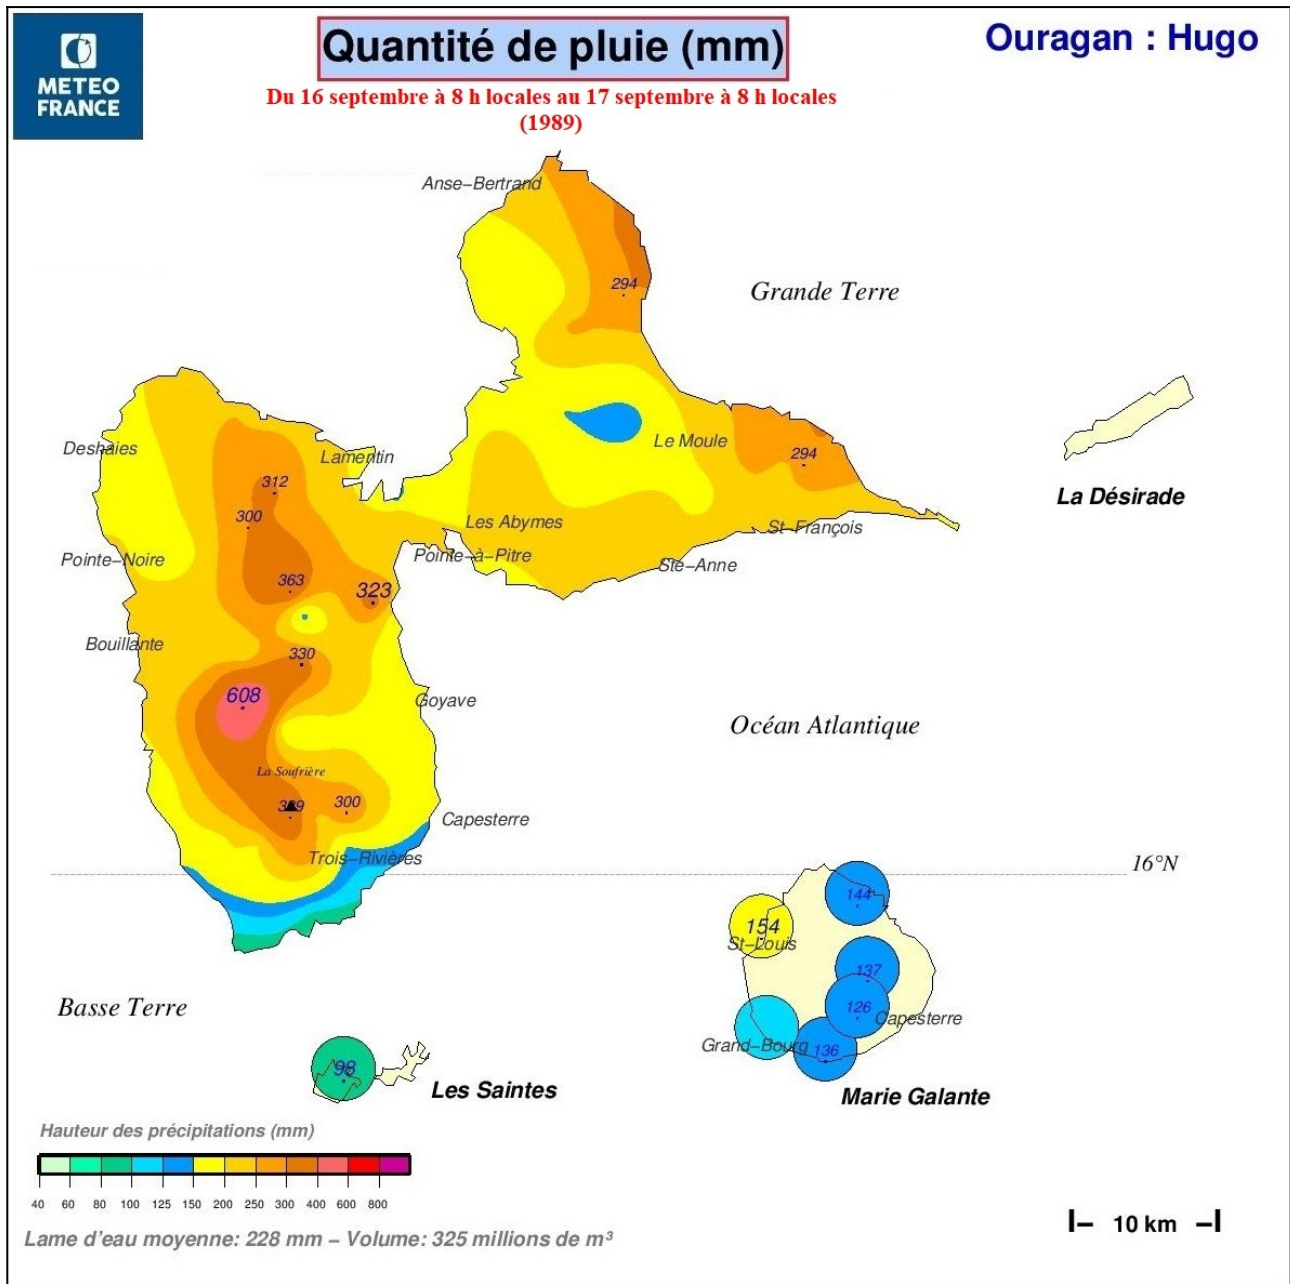 METEO
FRANCE
Quantité de pluie (mm)
Ouragan : Hugo
Du 16 septembre à 8 h locales au 17 septembre à 8 h locales
(1989)
Anse–Bertrand
294
Grande Terre
Deshaies
Lamentin
Le Moule
294
312
300
La Désirade
Les Abymes
St–François
Pointe–à–Pitre
Pointe–Noire
Ste–Anne
363
323
Bouillante
330
608
Goyave
Océan Atlantique
La Soufrière
300
Capesterre
Trois–Rivières
16°N
144
154
St–Louis
137
Basse Terre
126
Capesterre
Grand–Bourg
136
98
Les Saintes
Marie Galante
Hauteur des précipitations (mm)
40 60 80 100 125 150 200 250 300 400 600 800
10 km
Lame d'eau moyenne: 228 mm – Volume: 325 millions de m³